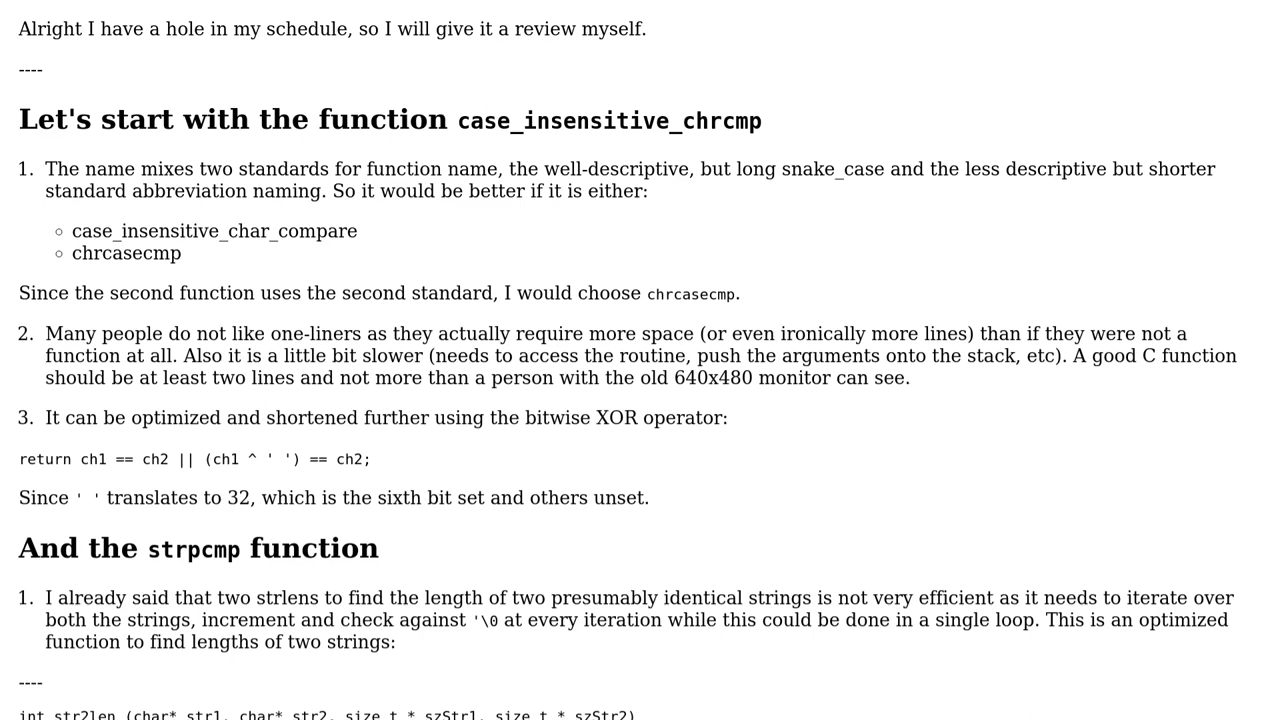 Alright I have a hole in my schedule, so I will give it a review myself.
----
Let's start with the function case_insensitive_chrcmp
1. The name mixes two standards for function name, the well-descriptive, but long snake_case and the less descriptive but shorter
standard abbreviation naming. So it would be better if it is either:
◦ case_insensitive_char_compare
◦ chrcasecmp
Since the second function uses the second standard, I would choose chrcasecmp.
2. Many people do not like one-liners as they actually require more space (or even ironically more lines) than if they were not a
function at all. Also it is a little bit slower (needs to access the routine, push the arguments onto the stack, etc). A good C function
should be at least two lines and not more than a person with the old 640x480 monitor can see.
3. It can be optimized and shortened further using the bitwise XOR operator:
return ch1 == ch2 || (ch1 ^ ' ') == ch2;
Since ' ' translates to 32, which is the sixth bit set and others unset.
And the strpcmp function
1. I already said that two strlens to find the length of two presumably identical strings is not very efficient as it needs to iterate over
both the strings, increment and check against '\0 at every iteration while this could be done in a single loop. This is an optimized
function to find lengths of two strings:
----
int str2len (char* str1, char* str2, size_t * szStr1, size_t * szStr2)